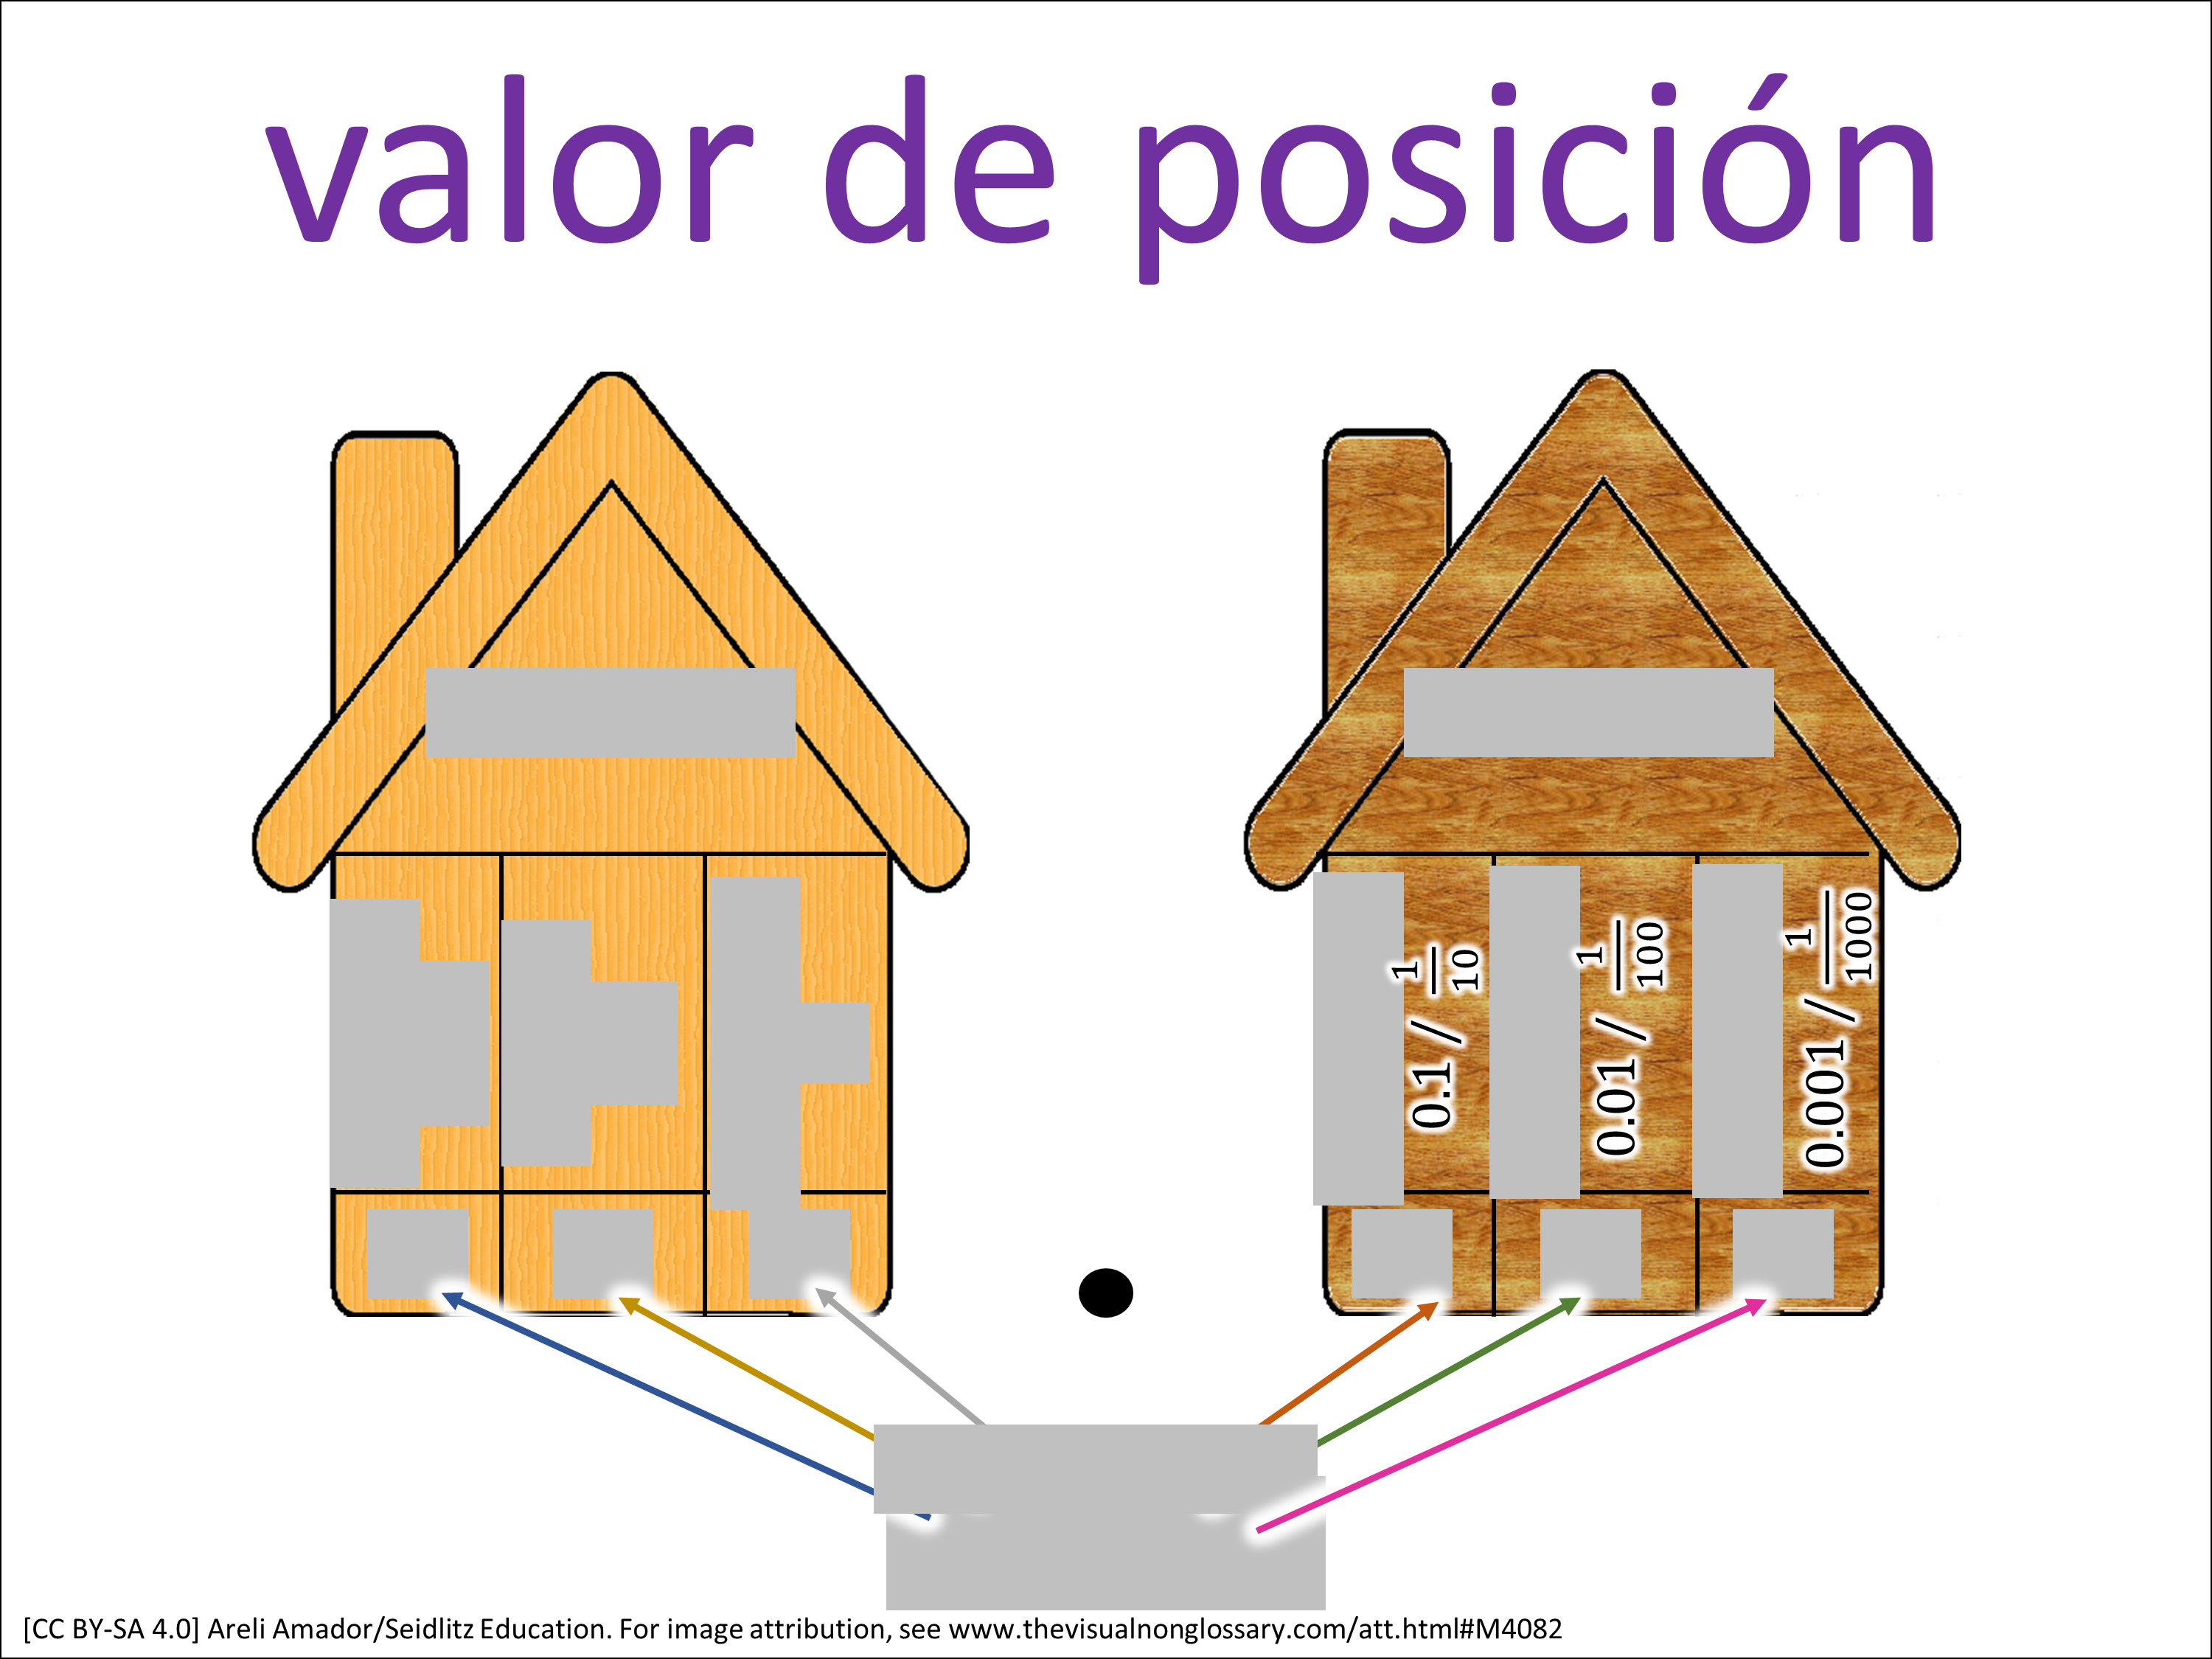 valor de posición
0.1 / 1/10
0.01 / 1/100
0.001 / 1/1000
[CC BY-SA 4.0] Areli Amador/Seidlitz Education. For image attribution, see www.thevisualnonglossary.com/att.html#M4082